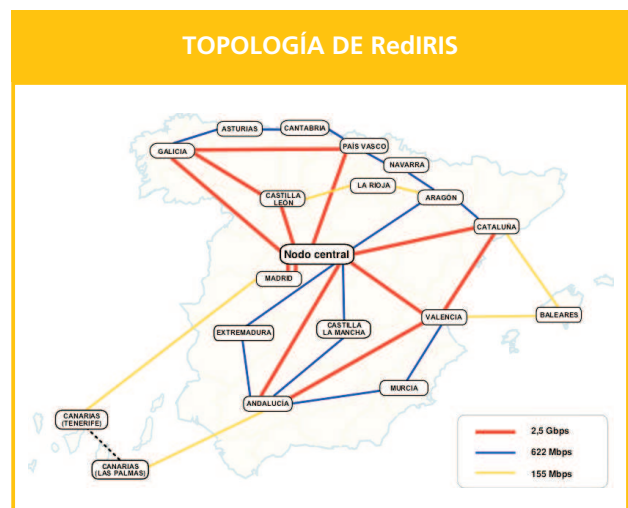 TOPOLOGÍA DE RedIRIS
ASTURIAS
CANTABRIA
GALICIA
PAÍS VASCO
NAVARRA
LA RIOJA
CASTILLA
LEÓN
ARAGÓN
CATALUÑA
Nodo central
MADRID
EXTREMADURA
CASTILLA
LA MANCHA
VALENCIA
BALEARES
MURCIA
ANDALUCÍA
CANARIAS
(TENERIFE)
CANARIAS
(LAS PALMAS)
2,5 Gbps
622 Mbps
155 Mbps